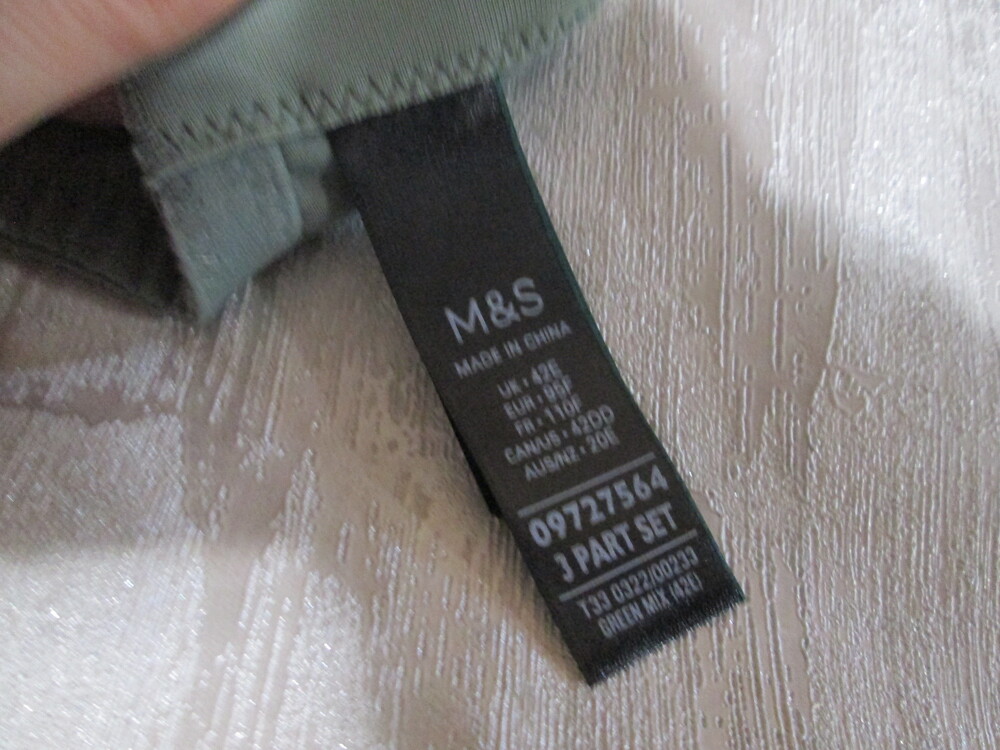 M&S
MADE IN CHINA
UK • 42E
EUR • 95F
FR • 110F
CAN/US • 42DD
AUS/NZ • 20E
09727564
3 PART SET
T33 0322/00233
GREEN MIX (42E)